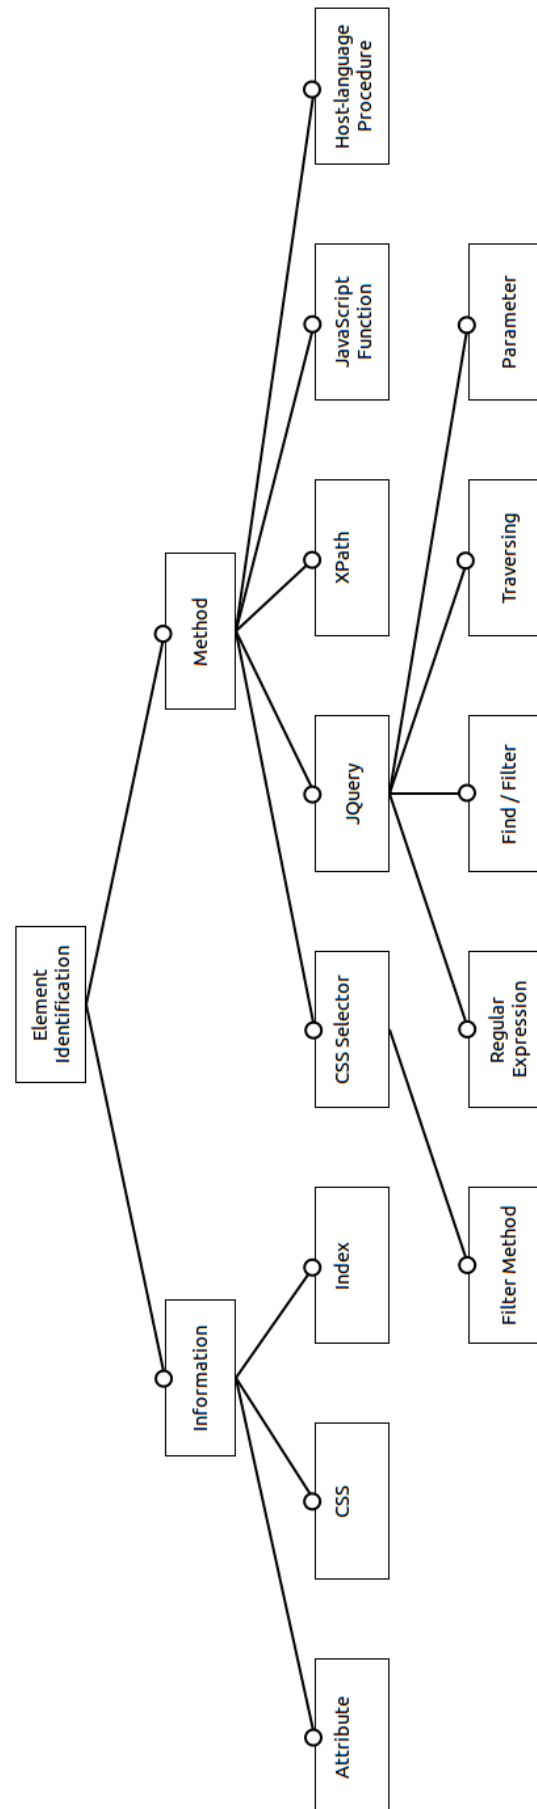 Element
Identification
Information
Method
Attribute
CSS
Index
CSS Selector
JQuery
XPath
JavaScript
Function
Host-language
Procedure
Filter Method
Regular
Expression
Find / Filter
Traversing
Parameter